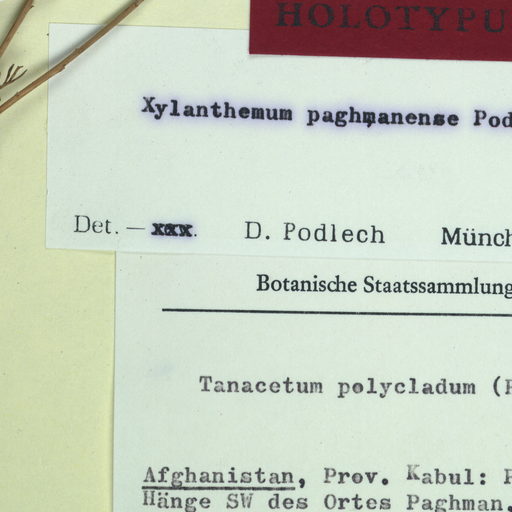 HOLOTYPU
Xylanthemum paghmanense Pod
Det. — xxx. D. Podlech Münch
Botanische Staatssammlung
Tanacetum polycladum (
Afghanistan, Prov. Kabul:
Hänge SW des Ortes Paghman,